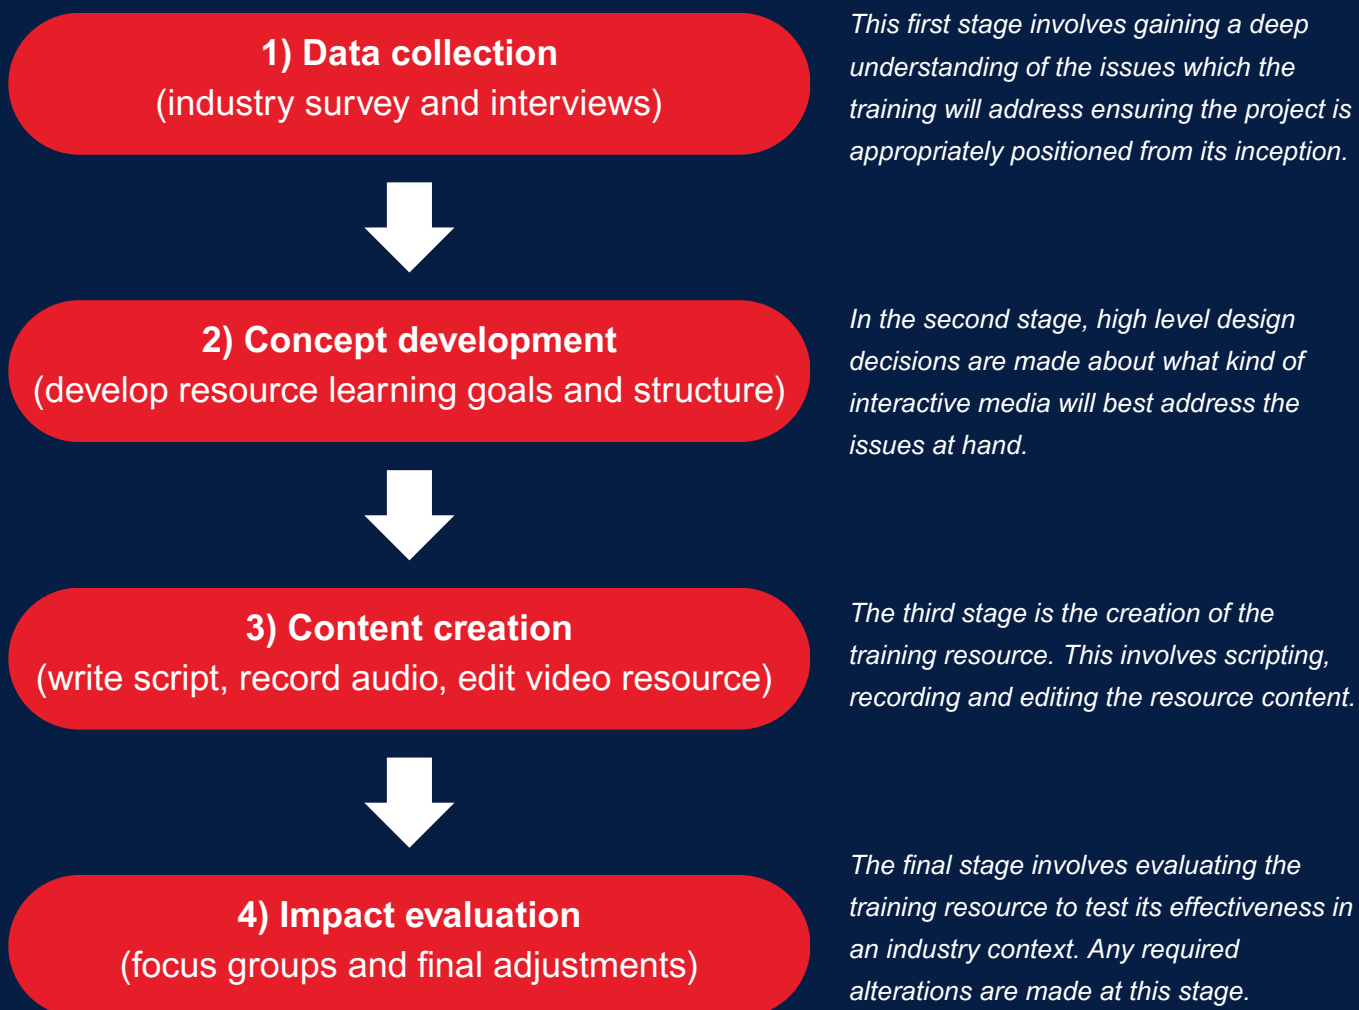 1) Data collection
(industry survey and interviews)
This first stage involves gaining a deep
understanding of the issues which the
training will address ensuring the project is
appropriately positioned from its inception.
2) Concept development
(develop resource learning goals and structure)
In the second stage, high level design
decisions are made about what kind of
interactive media will best address the
issues at hand.
3) Content creation
(write script, record audio, edit video resource)
The third stage is the creation of the
training resource. This involves scripting,
recording and editing the resource content.
4) Impact evaluation
(focus groups and final adjustments)
The final stage involves evaluating the
training resource to test its effectiveness in
an industry context. Any required
alterations are made at this stage.